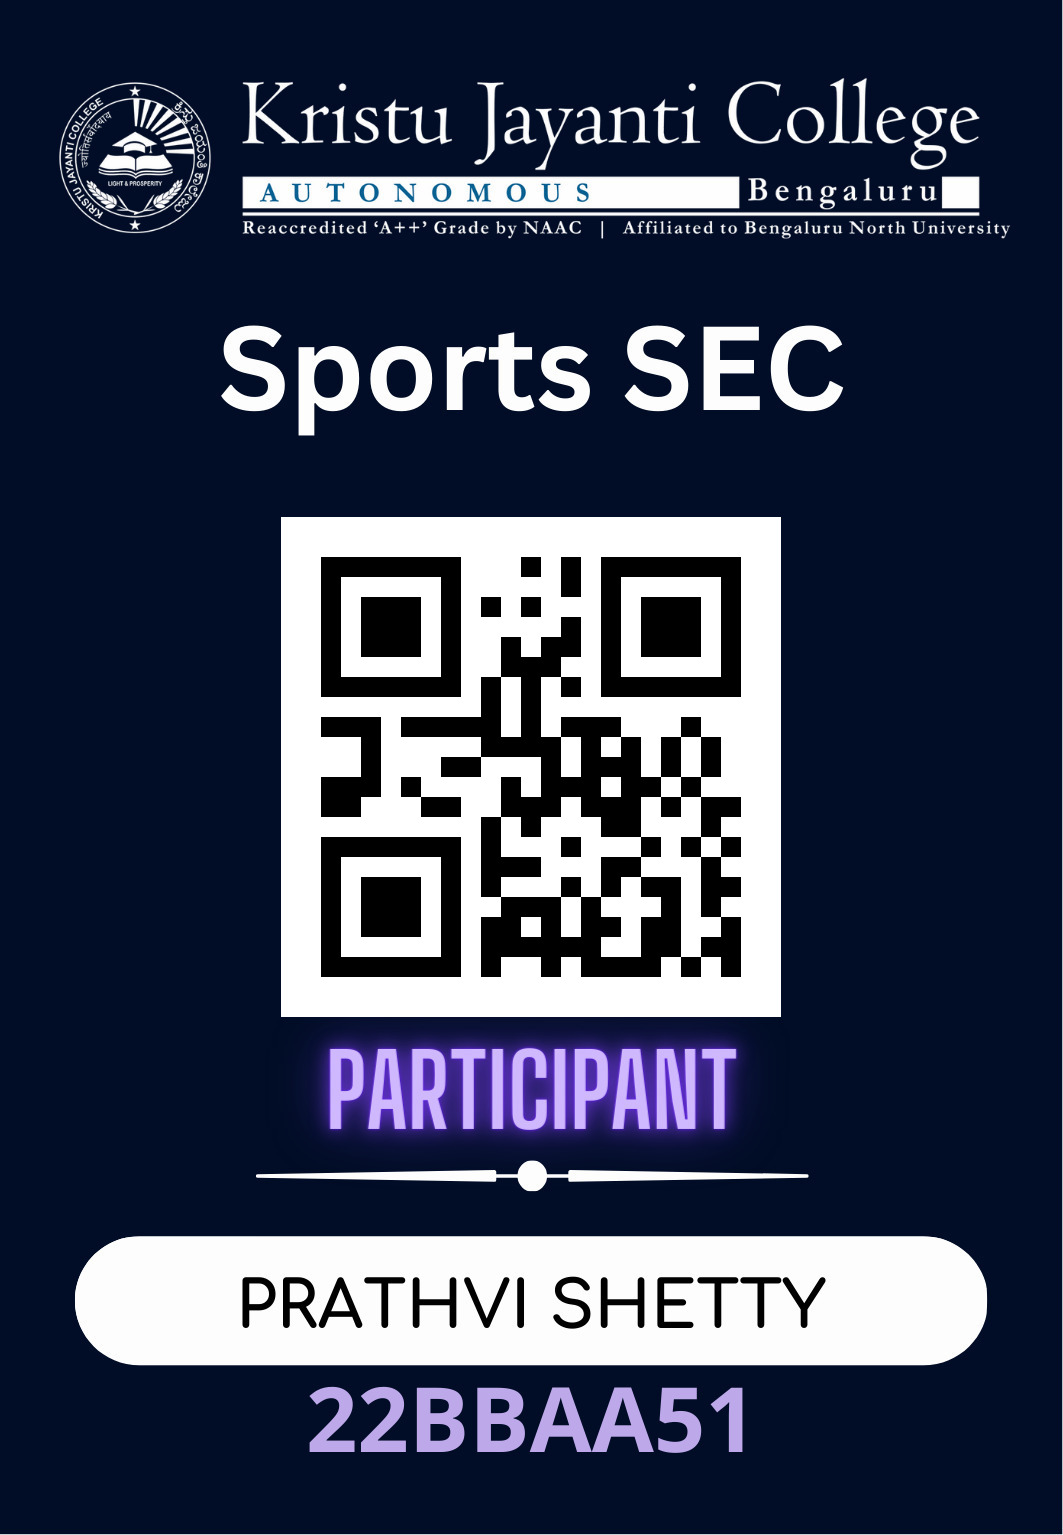 KRISTU JAYANTI COLLEGE
ज्योतिसंवादयाय
LIGHT & PROSPERITY
Kristu Jayanti College
AUTONOMOUS Bengaluru
Reaccredited ‘A++’ Grade by NAAC | Affiliated to Bengaluru North University
Sports SEC
PARTICIPANT
PRATHVI SHETTY
22BBAA51